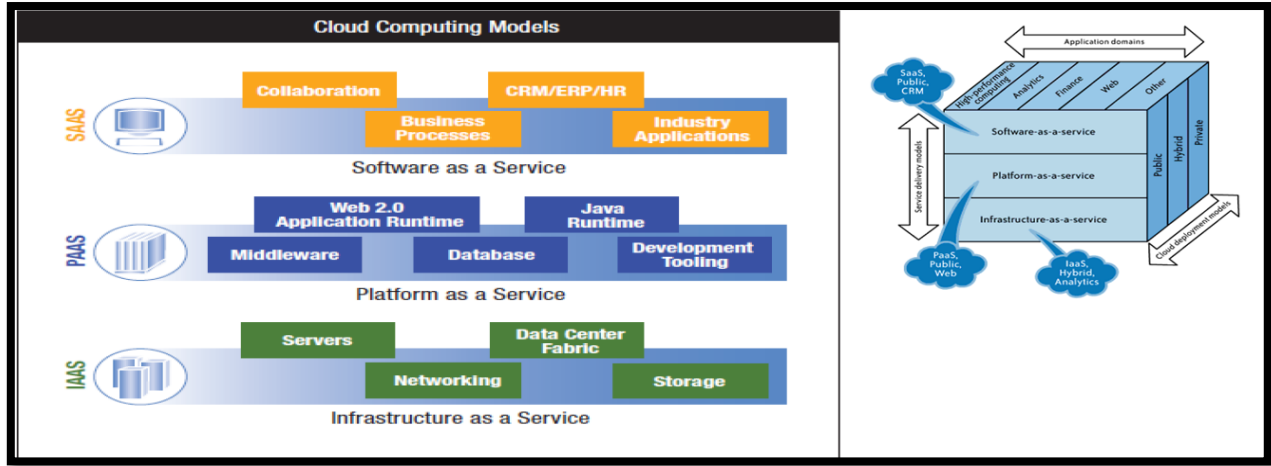 Cloud Computing Models
SAAS
Collaboration
CRM/ERP/HR
Business
Processes
Industry
Applications
Software as a Service
PAAS
Web 2.0
Application Runtime
Java
Runtime
Middleware
Database
Development
Tooling
Platform as a Service
IAAS
Servers
Data Center
Fabric
Networking
Storage
Infrastructure as a Service
Application domains
SaaS,
Public,
CRM
High-performance
computing
Analytics
Finance
Web
Other
Service delivery models
Software-as-a-service
Platform-as-a-service
Infrastructure-as-a-service
Public
Hybrid
Private
Cloud deployment models
PaaS,
Public,
Web
IaaS,
Hybrid,
Analytics